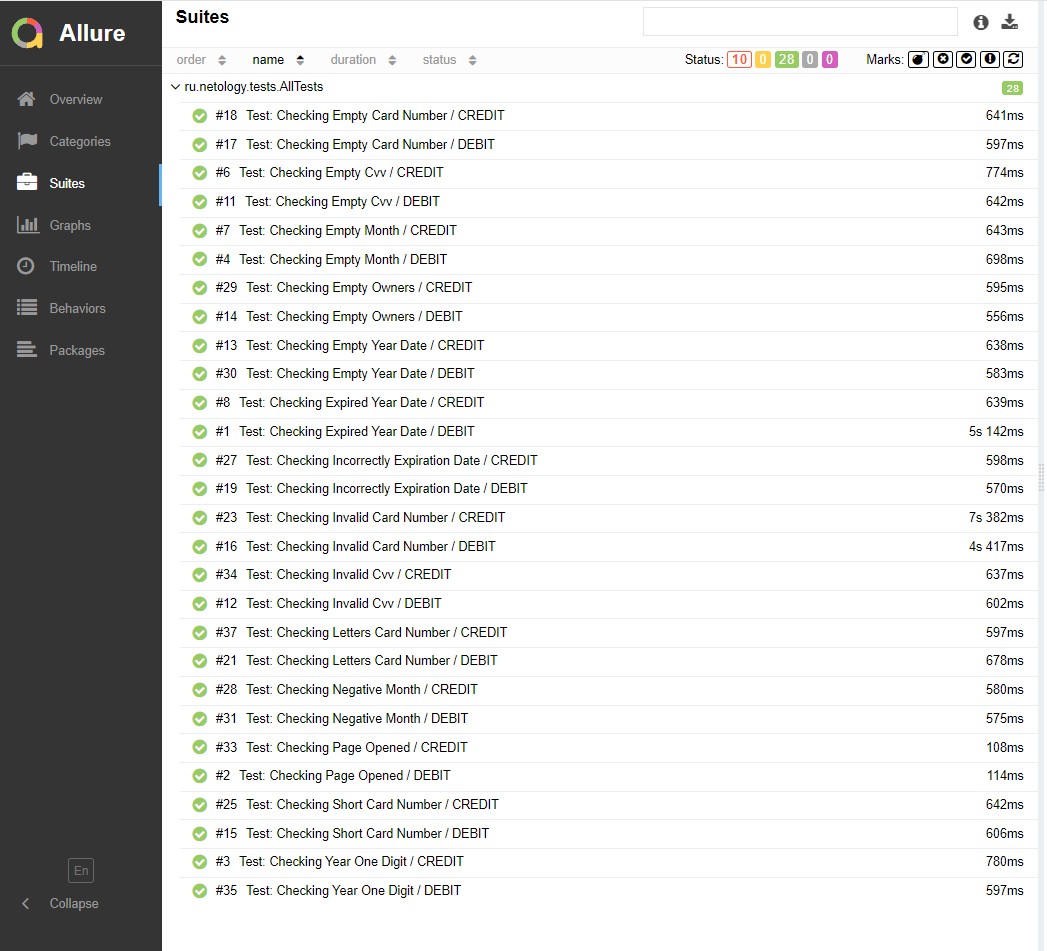 Allure
Overview
Categories
Suites
Graphs
Timeline
Behaviors
Packages
En
Collapse
Suites
order name duration status Status: 10 0 28 0 0 Marks:
ru.netology.tests.AllTests 28
#18 Test: Checking Empty Card Number / CREDIT 641ms
#17 Test: Checking Empty Card Number / DEBIT 597ms
#6 Test: Checking Empty Cvv / CREDIT 774ms
#11 Test: Checking Empty Cvv / DEBIT 642ms
#7 Test: Checking Empty Month / CREDIT 643ms
#4 Test: Checking Empty Month / DEBIT 698ms
#29 Test: Checking Empty Owners / CREDIT 595ms
#14 Test: Checking Empty Owners / DEBIT 556ms
#13 Test: Checking Empty Year Date / CREDIT 638ms
#30 Test: Checking Empty Year Date / DEBIT 583ms
#8 Test: Checking Expired Year Date / CREDIT 639ms
#1 Test: Checking Expired Year Date / DEBIT 5s 142ms
#27 Test: Checking Incorrectly Expiration Date / CREDIT 598ms
#19 Test: Checking Incorrectly Expiration Date / DEBIT 570ms
#23 Test: Checking Invalid Card Number / CREDIT 7s 382ms
#16 Test: Checking Invalid Card Number / DEBIT 4s 417ms
#34 Test: Checking Invalid Cvv / CREDIT 637ms
#12 Test: Checking Invalid Cvv / DEBIT 602ms
#37 Test: Checking Letters Card Number / CREDIT 597ms
#21 Test: Checking Letters Card Number / DEBIT 678ms
#28 Test: Checking Negative Month / CREDIT 580ms
#31 Test: Checking Negative Month / DEBIT 575ms
#33 Test: Checking Page Opened / CREDIT 108ms
#2 Test: Checking Page Opened / DEBIT 114ms
#25 Test: Checking Short Card Number / CREDIT 642ms
#15 Test: Checking Short Card Number / DEBIT 606ms
#3 Test: Checking Year One Digit / CREDIT 780ms
#35 Test: Checking Year One Digit / DEBIT 597ms